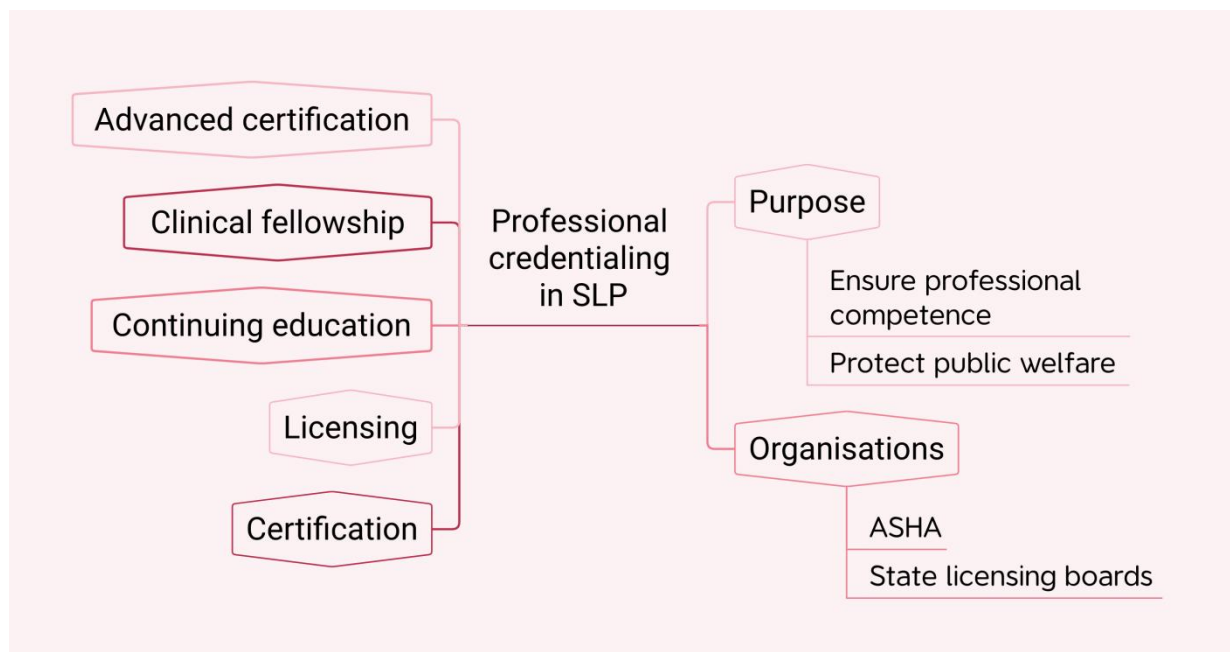 Advanced certification
Clinical fellowship
Continuing education
Licensing
Certification
Professional
credentialing
in SLP
Purpose
Ensure professional
competence
Protect public welfare
Organisations
ASHA
State licensing boards